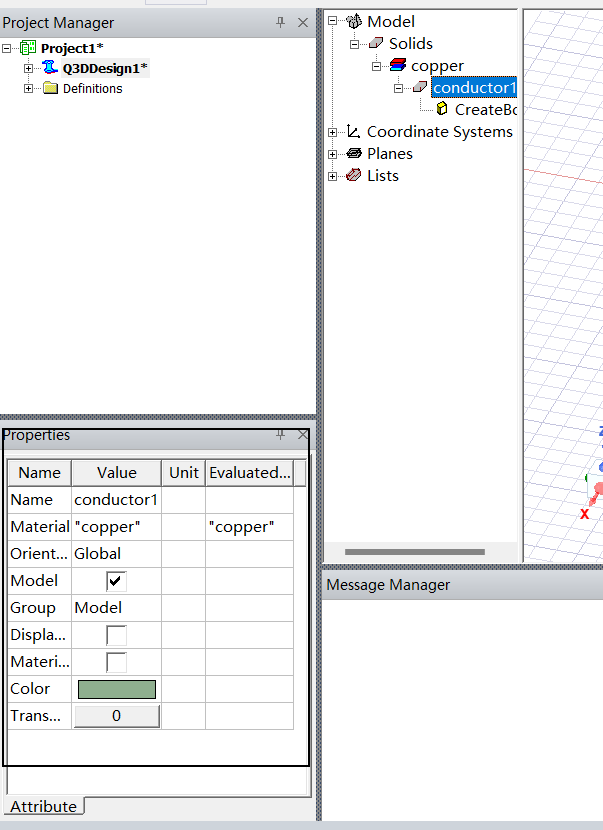 Project Manager
Project1*
Q3DDesign1*
Definitions
Model
Solids
copper
conductor1
CreateBo
Coordinate Systems
Planes
Lists
Properties
Name Value Unit Evaluated...
Name conductor1
Material "copper" "copper"
Orient... Global
Model
Group Model
Displa...
Materi...
Color
Trans... 0
Attribute
Z
X
Message Manager